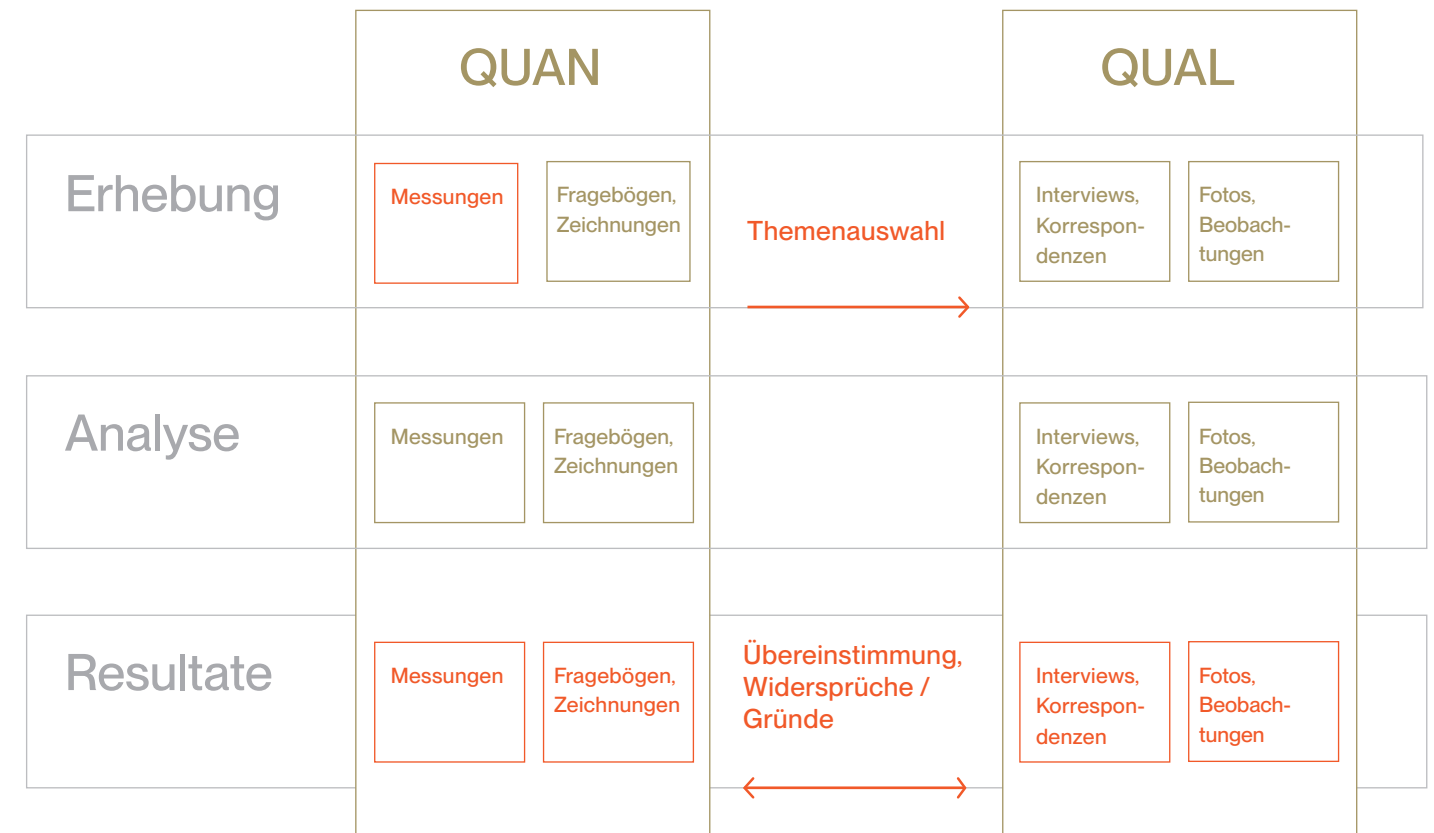 QUAN
QUAL
Erhebung
Messungen
Fragebögen,
Zeichnungen
Themenauswahl
Interviews,
Korrespon-
denzen
Fotos,
Beobach-
tungen
Analyse
Messungen
Fragebögen,
Zeichnungen
Interviews,
Korrespon-
denzen
Fotos,
Beobach-
tungen
Resultate
Messungen
Fragebögen,
Zeichnungen
Übereinstimmung,
Widersprüche /
Gründe
Interviews,
Korrespon-
denzen
Fotos,
Beobach-
tungen